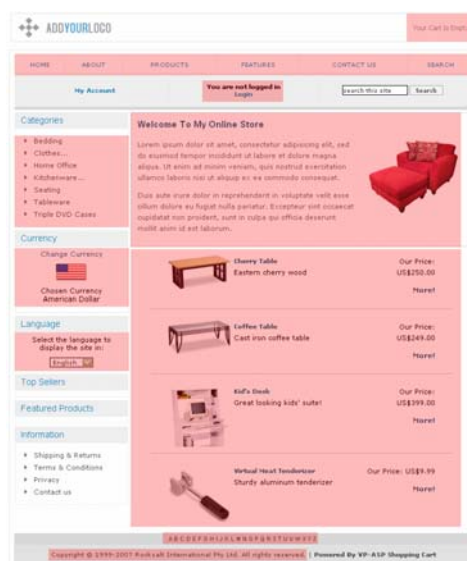 ADDYOURLOGO
Your Cart Is Empty
HOME ABOUT PRODUCTS FEATURES CONTACT US SEARCH
My Account
You are not logged in
Login
search this site Search
Categories
Bedding
Clothes...
Home Office
Kitchenware...
Seating
Tableware
Triple DVD Cases
Currency
Change Currency
Chosen Currency
American Dollar
Language
Select the language to
display the site in:
English
Top Sellers
Featured Products
Information
Shipping & Returns
Terms & Conditions
Privacy
Contact us
Welcome To My Online Store
Lorem ipsum dolor sit amet, consectetur adipisicing elit, sed
do eiusmod tempor incididunt ut labore et dolore magna
aliqua. Ut enim ad minim veniam, quis nostrud exercitation
ullamco laboris nisi ut aliquip ex ea commodo consequat.
Duis aute irure dolor in reprehenderit in voluptate velit esse
cillum dolore eu fugiat nulla pariatur. Excepteur sint occaecat
cupidatat non proident, sunt in culpa qui officia deserunt
mollit anim id est laborum.
Cherry Table Our Price:
Eastern cherry wood US$250.00
More!
Coffee Table Our Price:
Cast iron coffee table US$249.00
More!
Kid's Desk Our Price:
Great looking kids' suite! US$399.00
More!
Virtual Meat Tenderizer Our Price: US$9.99
Sturdy aluminum tenderizer
More!
A B C D E F G H I J K L M N O P Q R S T U V W X Y Z
Copyright © 1999-2007 Rocksalt International Pty Ltd. All rights reserved. | Powered By VP-ASP Shopping Cart